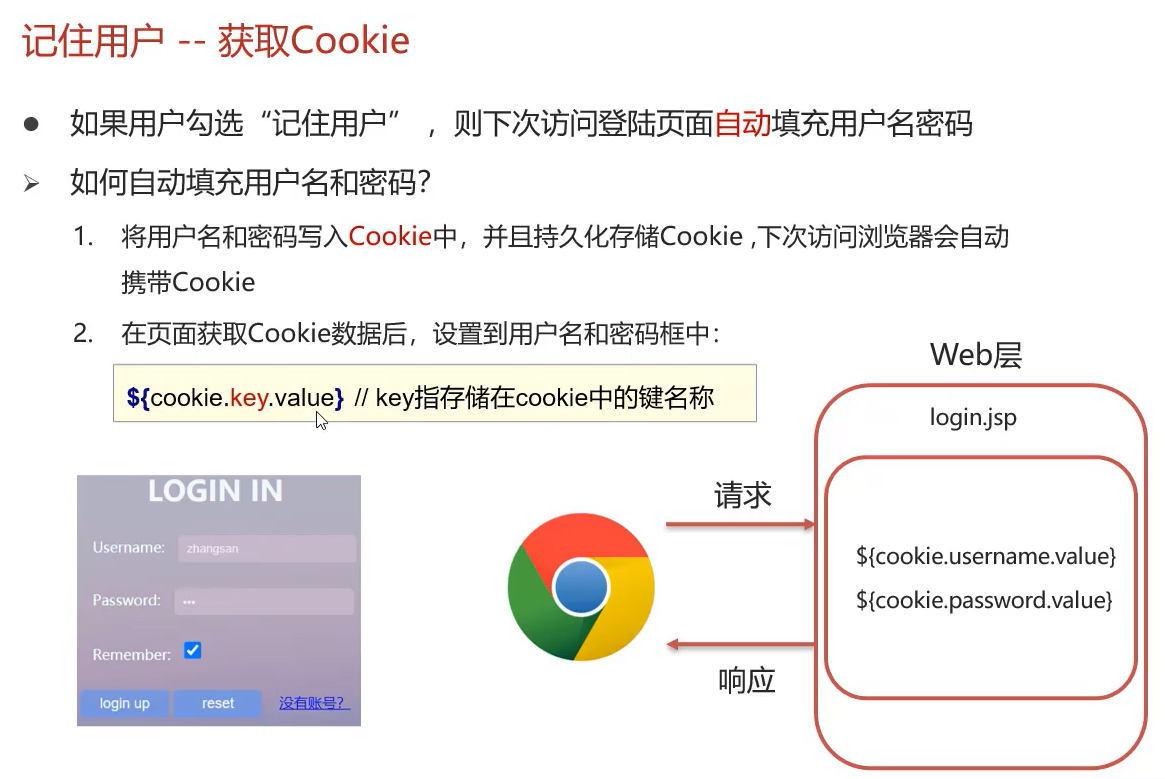 记住用户 -- 获取Cookie
● 如果用户勾选“记住用户” ，则下次访问登陆页面自动填充用户名密码
➢ 如何自动填充用户名和密码？
1. 将用户名和密码写入Cookie中，并且持久化存储Cookie ,下次访问浏览器会自动
携带Cookie
2. 在页面获取Cookie数据后，设置到用户名和密码框中：
${cookie.key.value} // key指存储在cookie中的键名称
LOGIN IN
Username: zhangsan
Password: •••
Remember:
login up reset 没有账号？
请求
响应
Web层
login.jsp
${cookie.username.value}
${cookie.password.value}